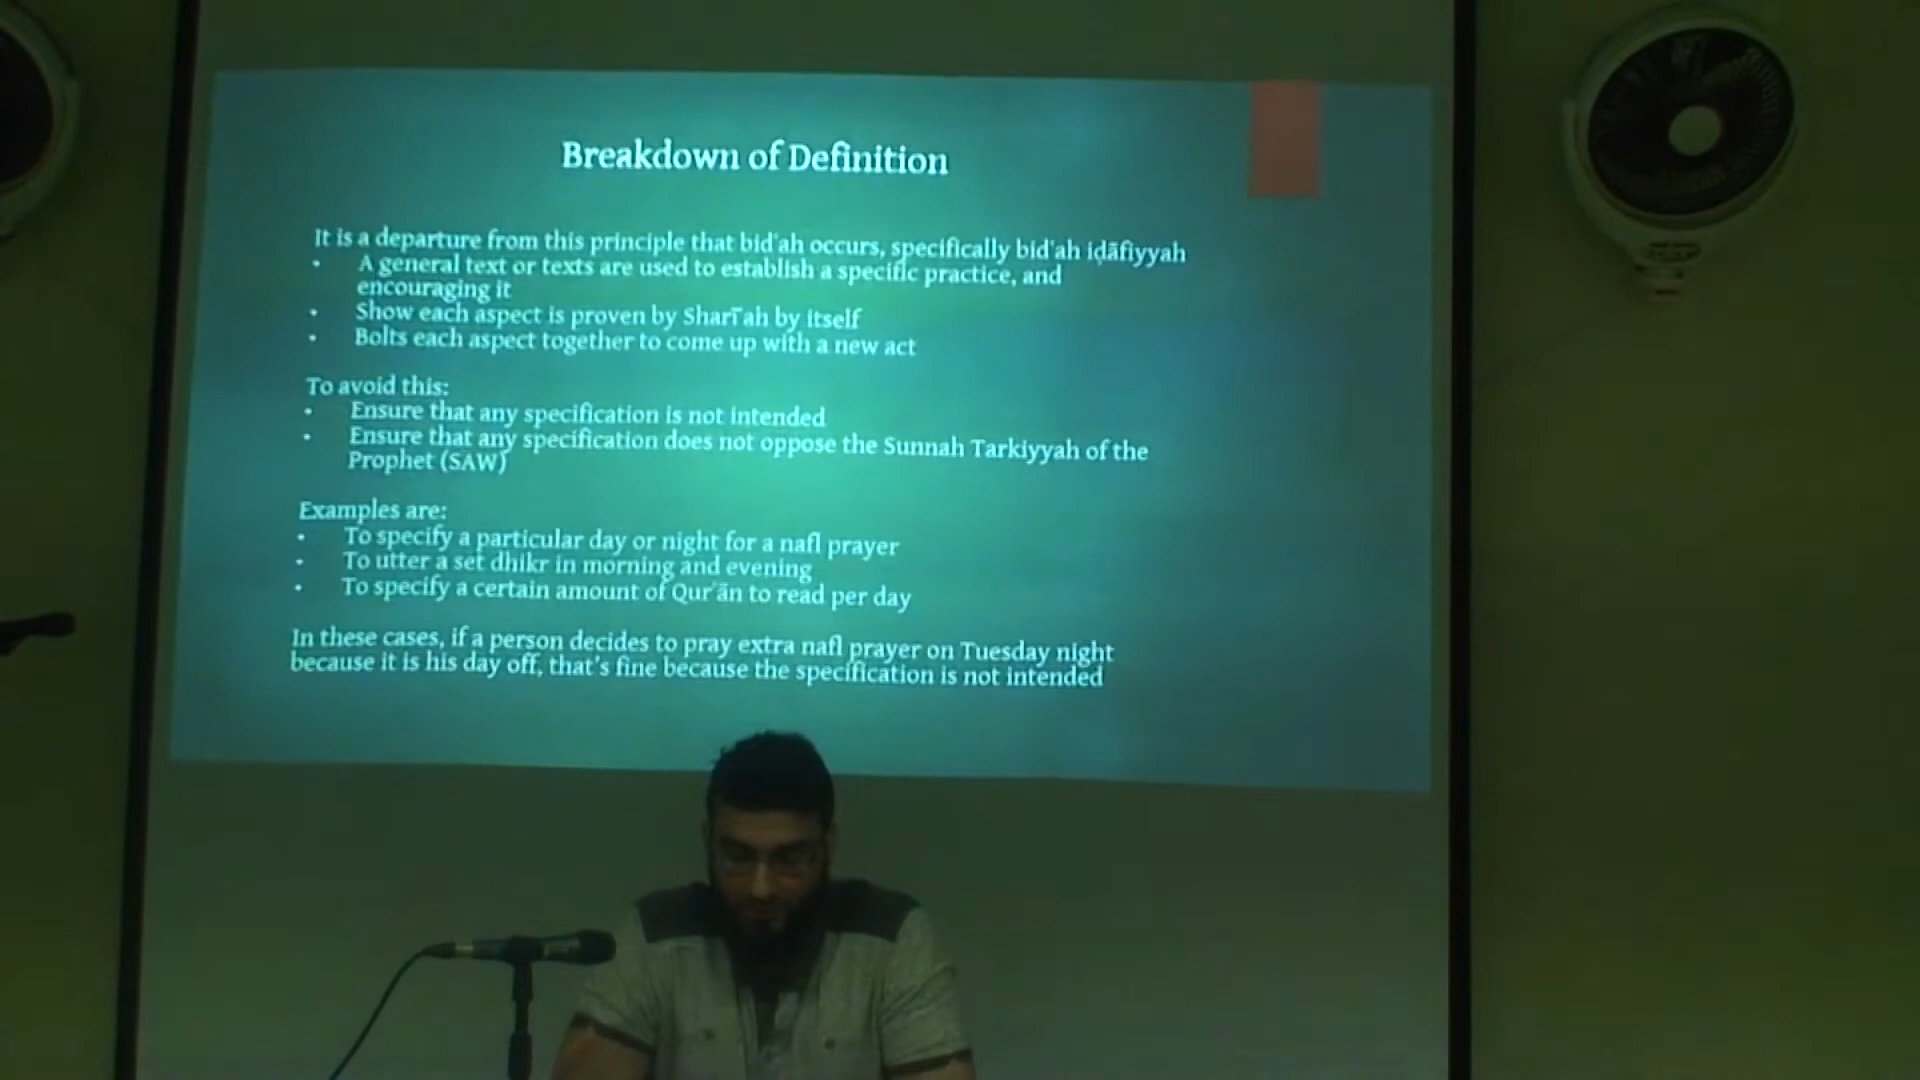 Breakdown of Definition
It is a departure from this principle that bid'ah occurs, specifically bid'ah iḍāfiyyah
• A general text or texts are used to establish a specific practice, and
encouraging it
• Show each aspect is proven by Sharī'ah by itself
• Bolts each aspect together to come up with a new act
To avoid this:
• Ensure that any specification is not intended
• Ensure that any specification does not oppose the Sunnah Tarkiyyah of the
Prophet (SAW)
Examples are:
• To specify a particular day or night for a nafl prayer
• To utter a set dhikr in morning and evening
• To specify a certain amount of Qur'ān to read per day
In these cases, if a person decides to pray extra nafl prayer on Tuesday night
because it is his day off, that's fine because the specification is not intended